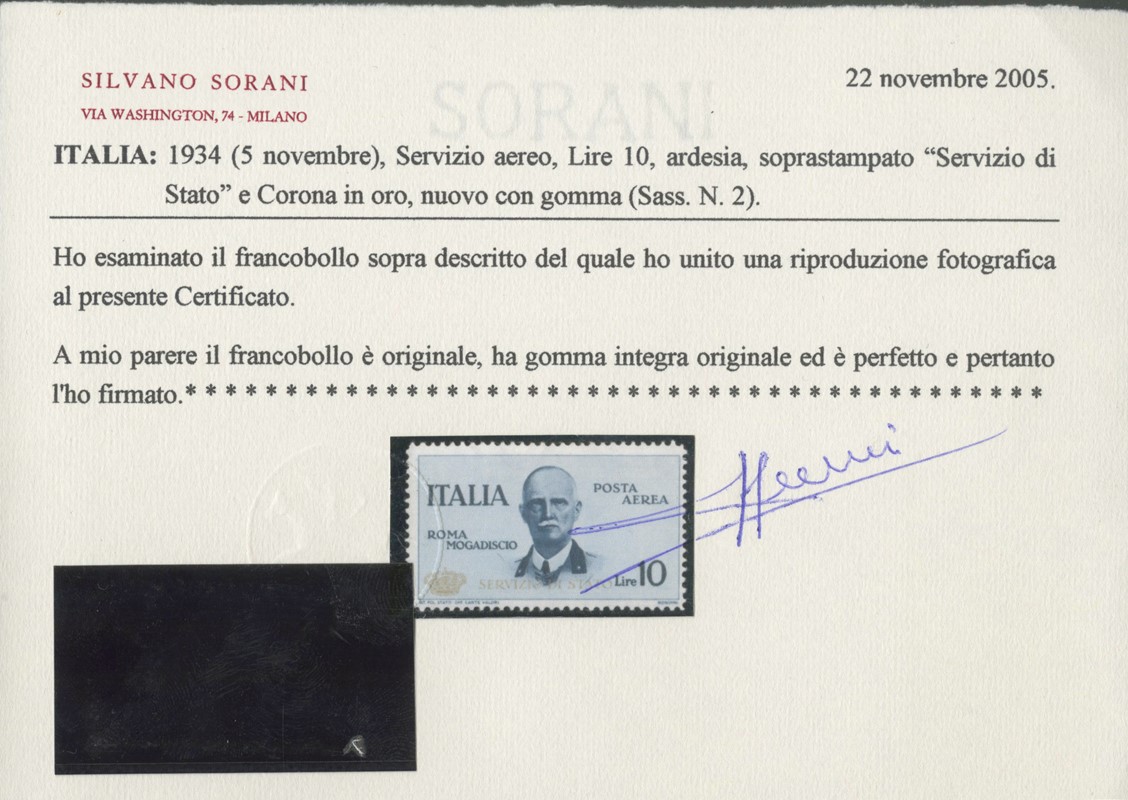 SILVANO SORANI
VIA WASHINGTON, 74 - MILANO
SORANI
22 novembre 2005.
ITALIA: 1934 (5 novembre), Servizio aereo, Lire 10, ardesia, soprastampato “Servizio di
Stato” e Corona in oro, nuovo con gomma (Sass. N. 2).
Ho esaminato il francobollo sopra descritto del quale ho unito una riproduzione fotografica
al presente Certificato.
A mio parere il francobollo è originale, ha gomma integra originale ed è perfetto e pertanto
l'ho firmato.* * * * * * * * * * * * * * * * * * * * * * * * * * * * * * * * * * * * * * * * * * *
ITALIA
POSTA
AEREA
ROMA
MOGADISCIO
SERVIZIO DI STATO
Lire 10